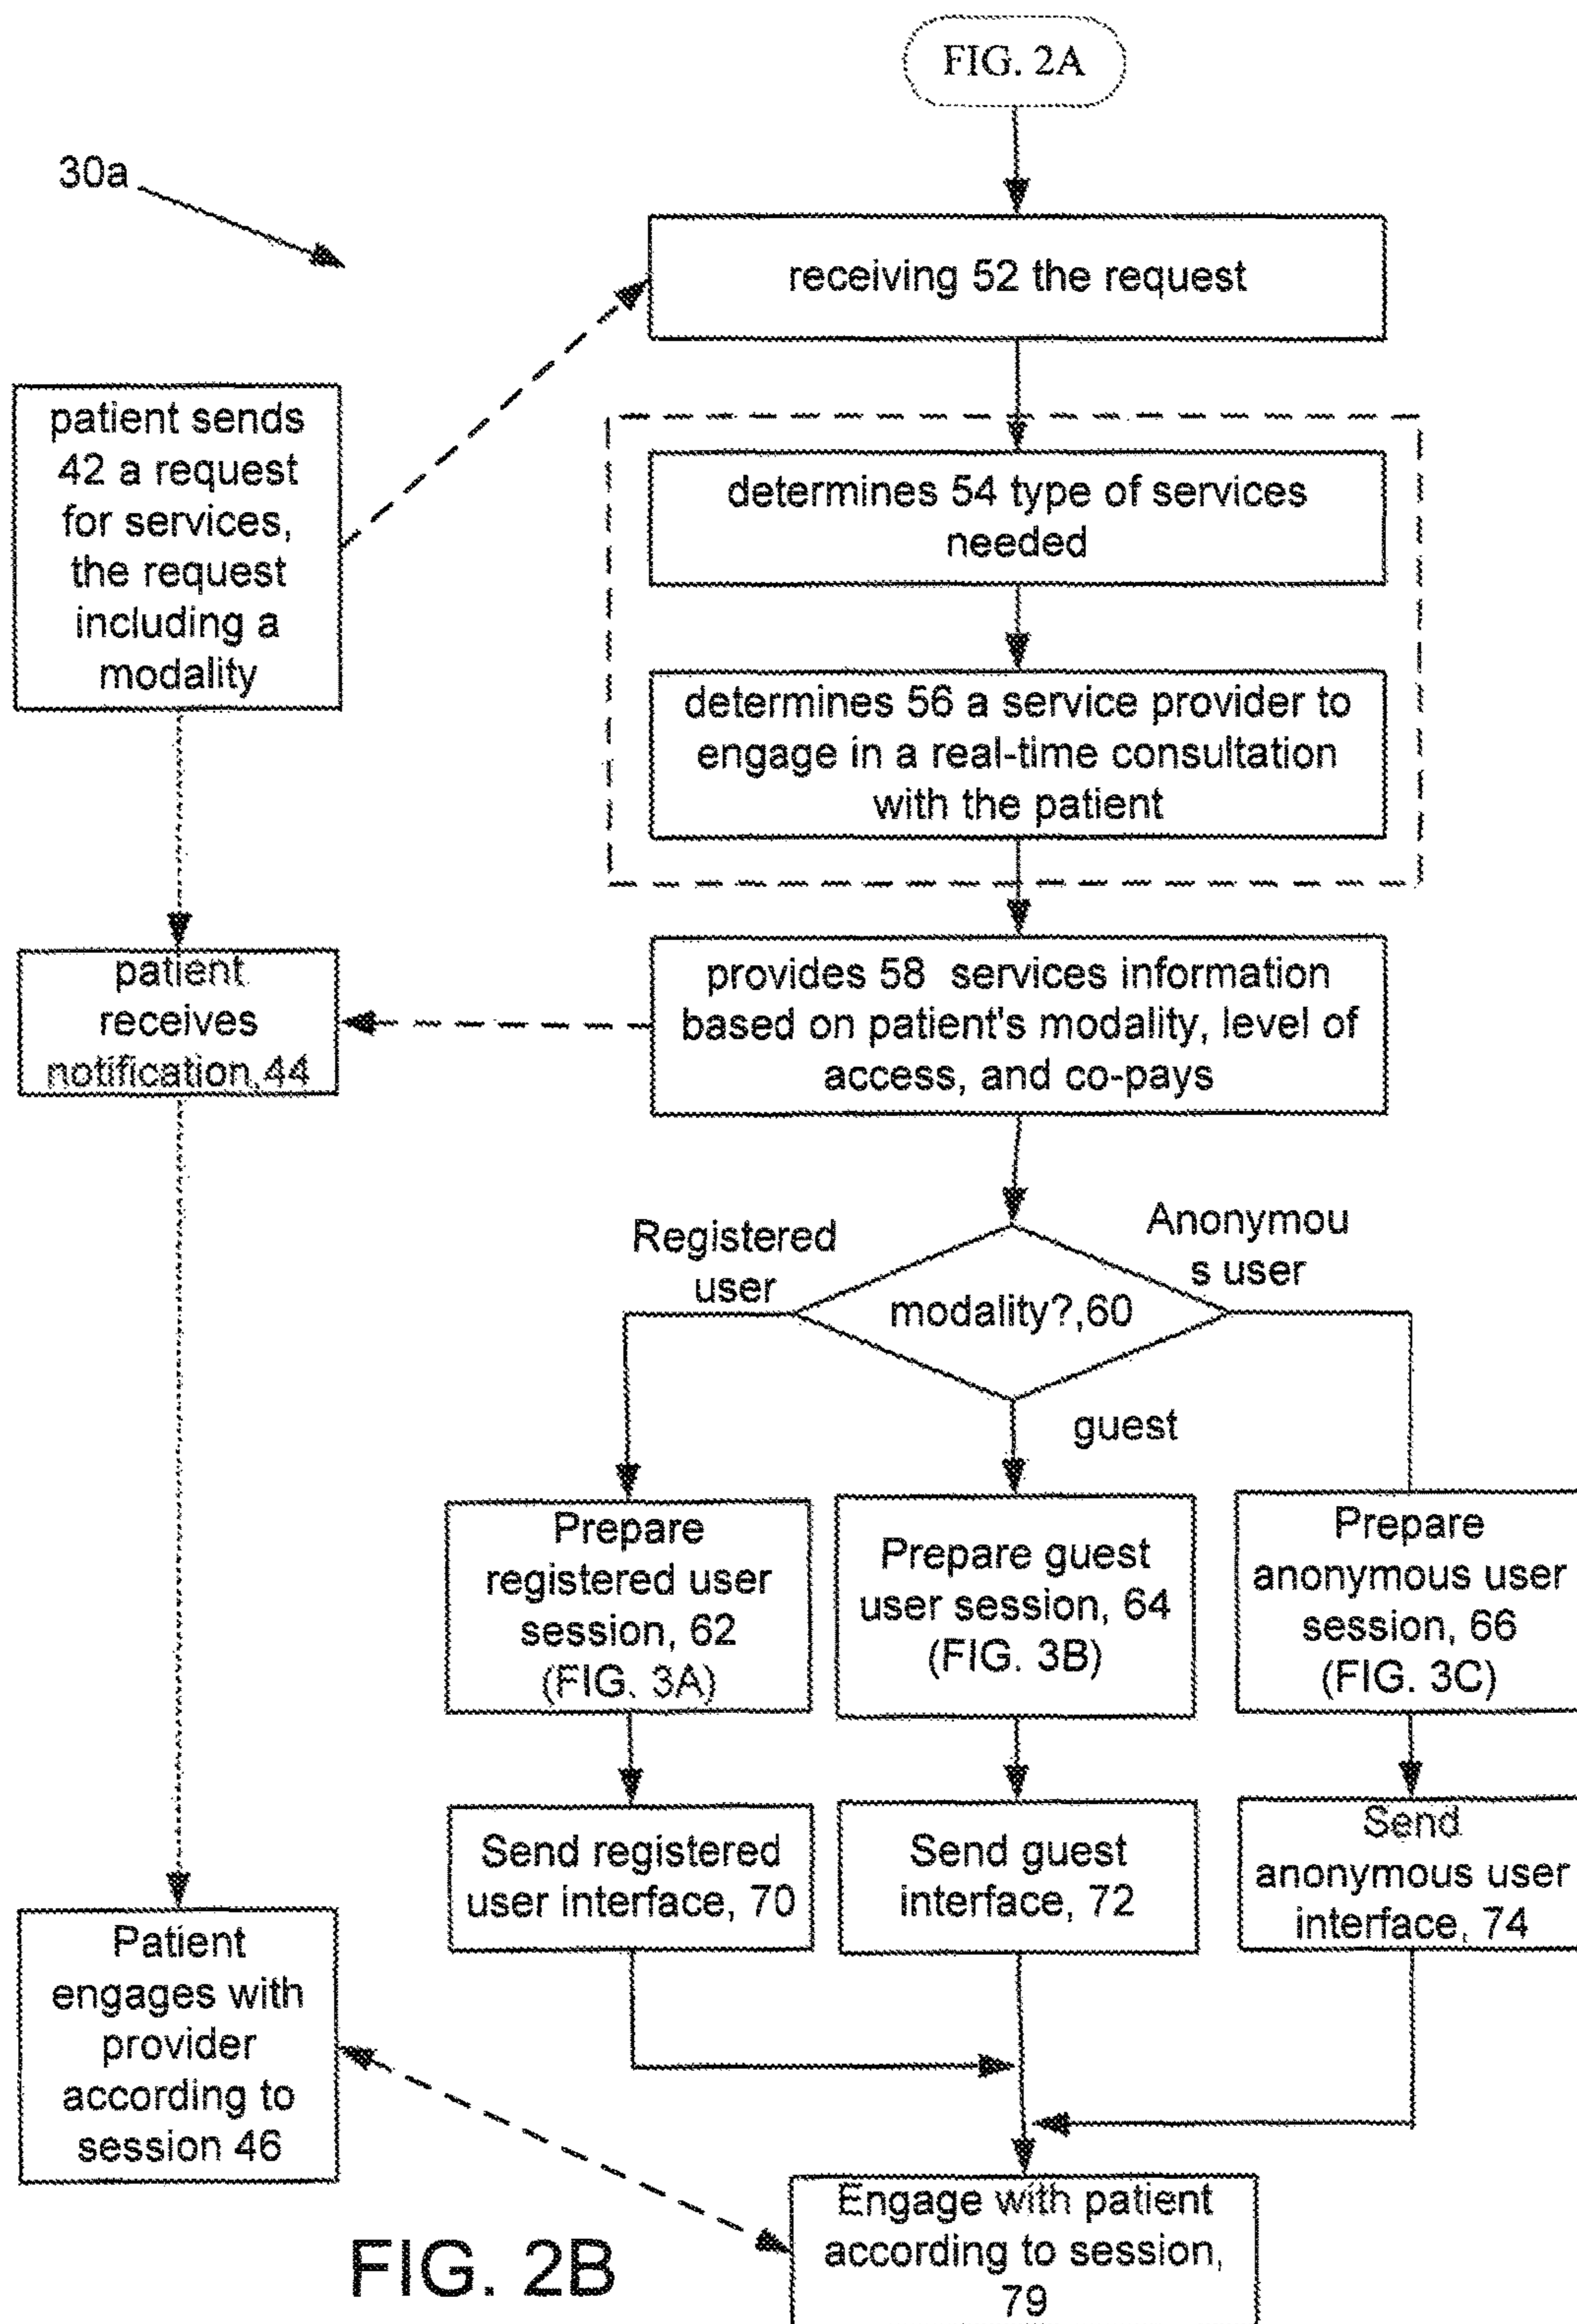 FIG. 2A
30a
receiving 52 the request
patient sends
42 a request
for services,
the request
including a
modality
determines 54 type of services
needed
determines 56 a service provider to
engage in a real-time consultation
with the patient
patient
receives
notification,44
provides 58 services information
based on patient's modality, level of
access, and co-pays
Registered
user
Anonymou
s user
modality?,60
guest
Prepare
registered user
session, 62
(FIG. 3A)
Prepare guest
user session, 64
(FIG. 3B)
Prepare
anonymous user
session, 66
(FIG. 3C)
Send registered
user interface, 70
Send guest
interface, 72
Send
anonymous user
interface, 74
Patient
engages with
provider
according to
session 46
Engage with patient
according to session,
79
FIG. 2B